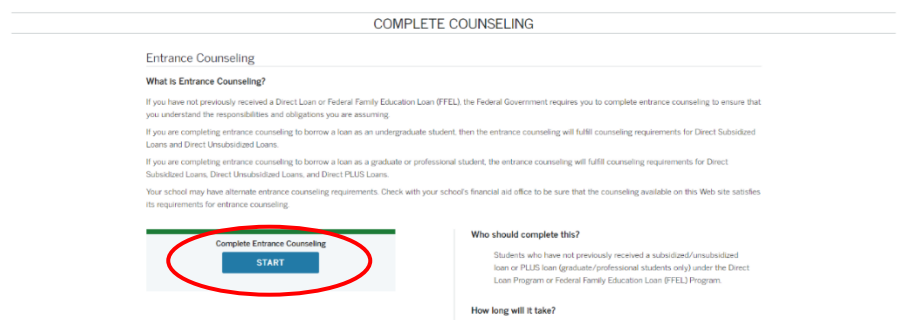 COMPLETE COUNSELING
Entrance Counseling
What is Entrance Counseling?
If you have not previously received a Direct Loan or Federal Family Education Loan (FFEL), the Federal Government requires you to complete entrance counseling to ensure that
you understand the responsibilities and obligations you are assuming.
If you are completing entrance counseling to borrow a loan as an undergraduate student, then the entrance counseling will fulfill counseling requirements for Direct Subsidized
Loans and Direct Unsubsidized Loans.
If you are completing entrance counseling to borrow a loan as a graduate or professional student, the entrance counseling will fulfill counseling requirements for Direct
Subsidized Loans, Direct Unsubsidized Loans, and Direct PLUS Loans.
Your school may have alternate entrance counseling requirements. Check with your school's financial aid office to be sure that the counseling available on this Web site satisfies
its requirements for entrance counseling.
Complete Entrance Counseling
START
Who should complete this?
Students who have not previously received a subsidized/unsubsidized
loan or PLUS loan (graduate/professional students only) under the Direct
Loan Program or Federal Family Education Loan (FFEL) Program.
How long will it take?